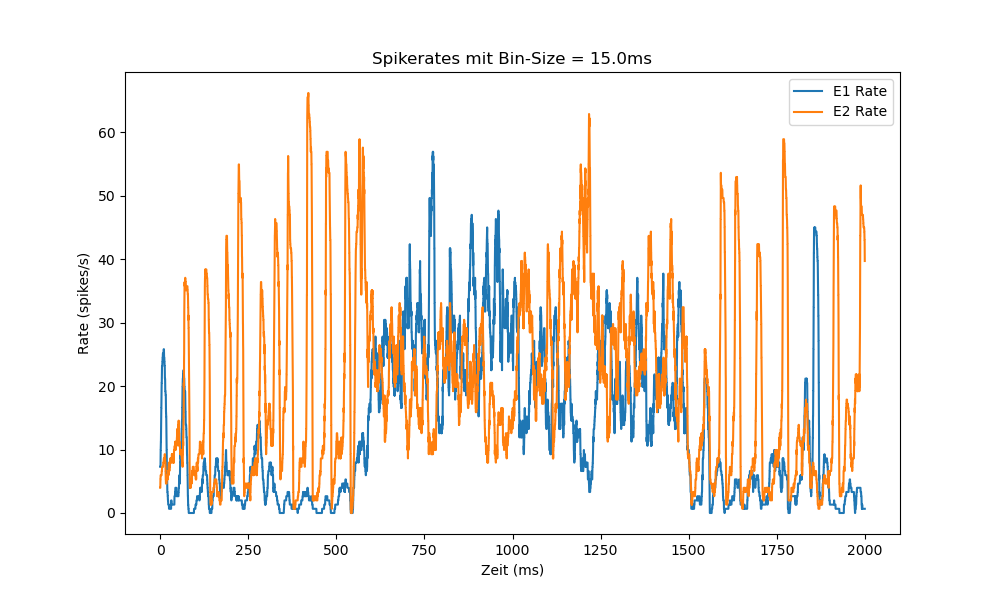 Spikerates mit Bin-Size = 15.0ms
E1 Rate
E2 Rate
Rate (spikes/s)
60
50
40
30
20
10
0
0 250 500 750 1000 1250 1500 1750 2000
Zeit (ms)